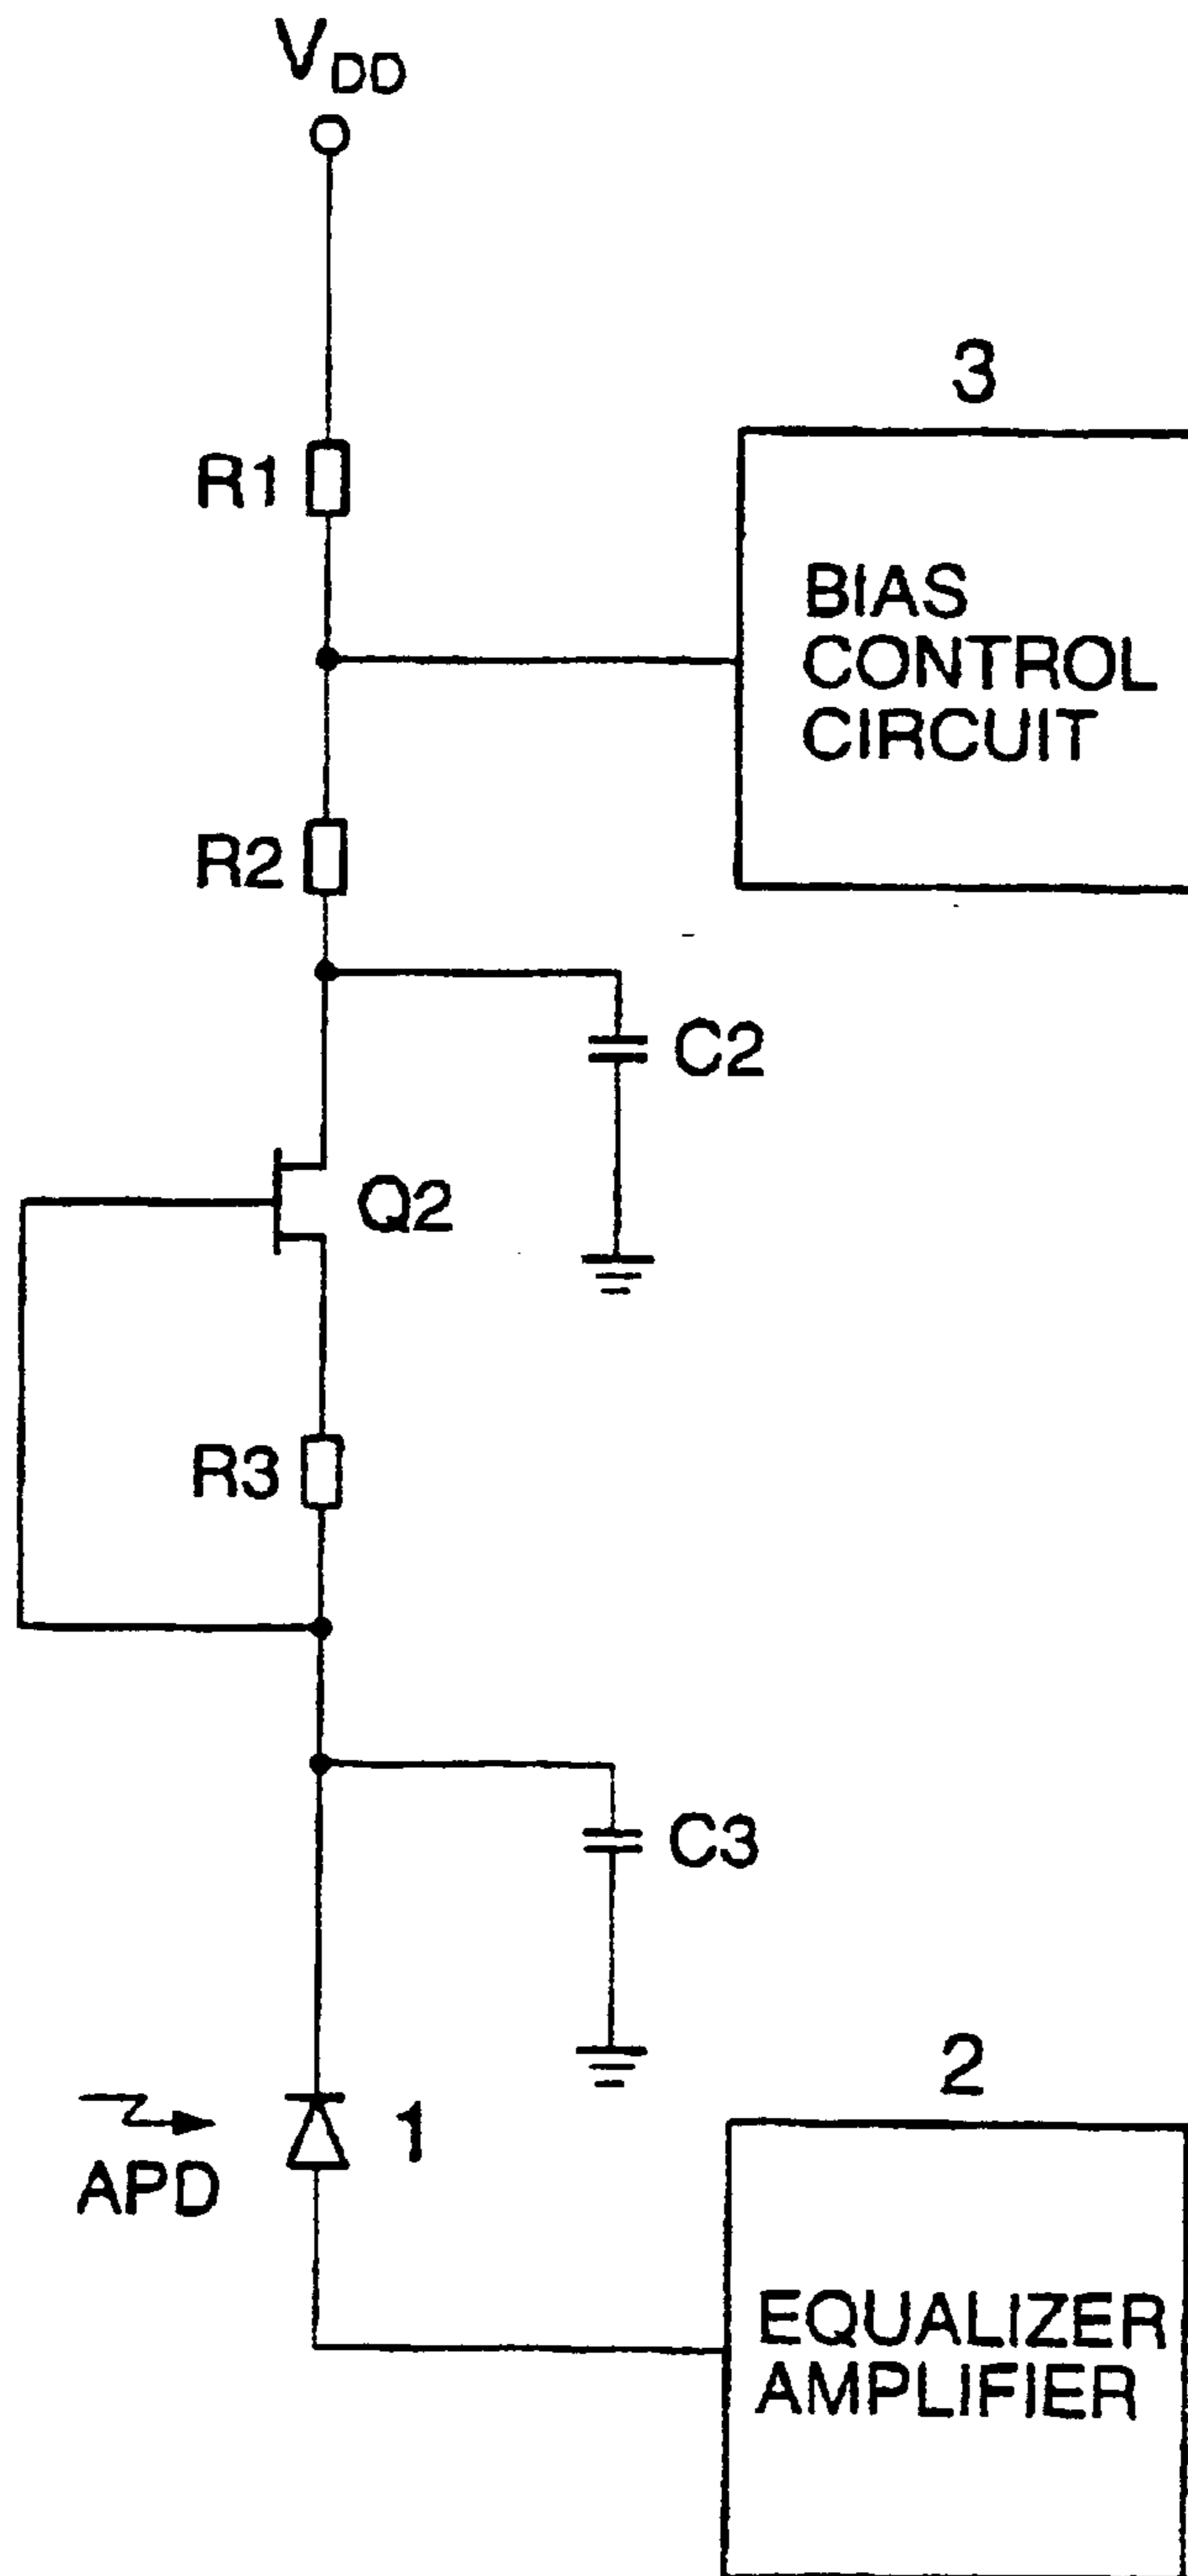 VDD
3
R1
BIAS
CONTROL
CIRCUIT
R2
C2
Q2
R3
C3
2
1
APD
EQUALIZER
AMPLIFIER